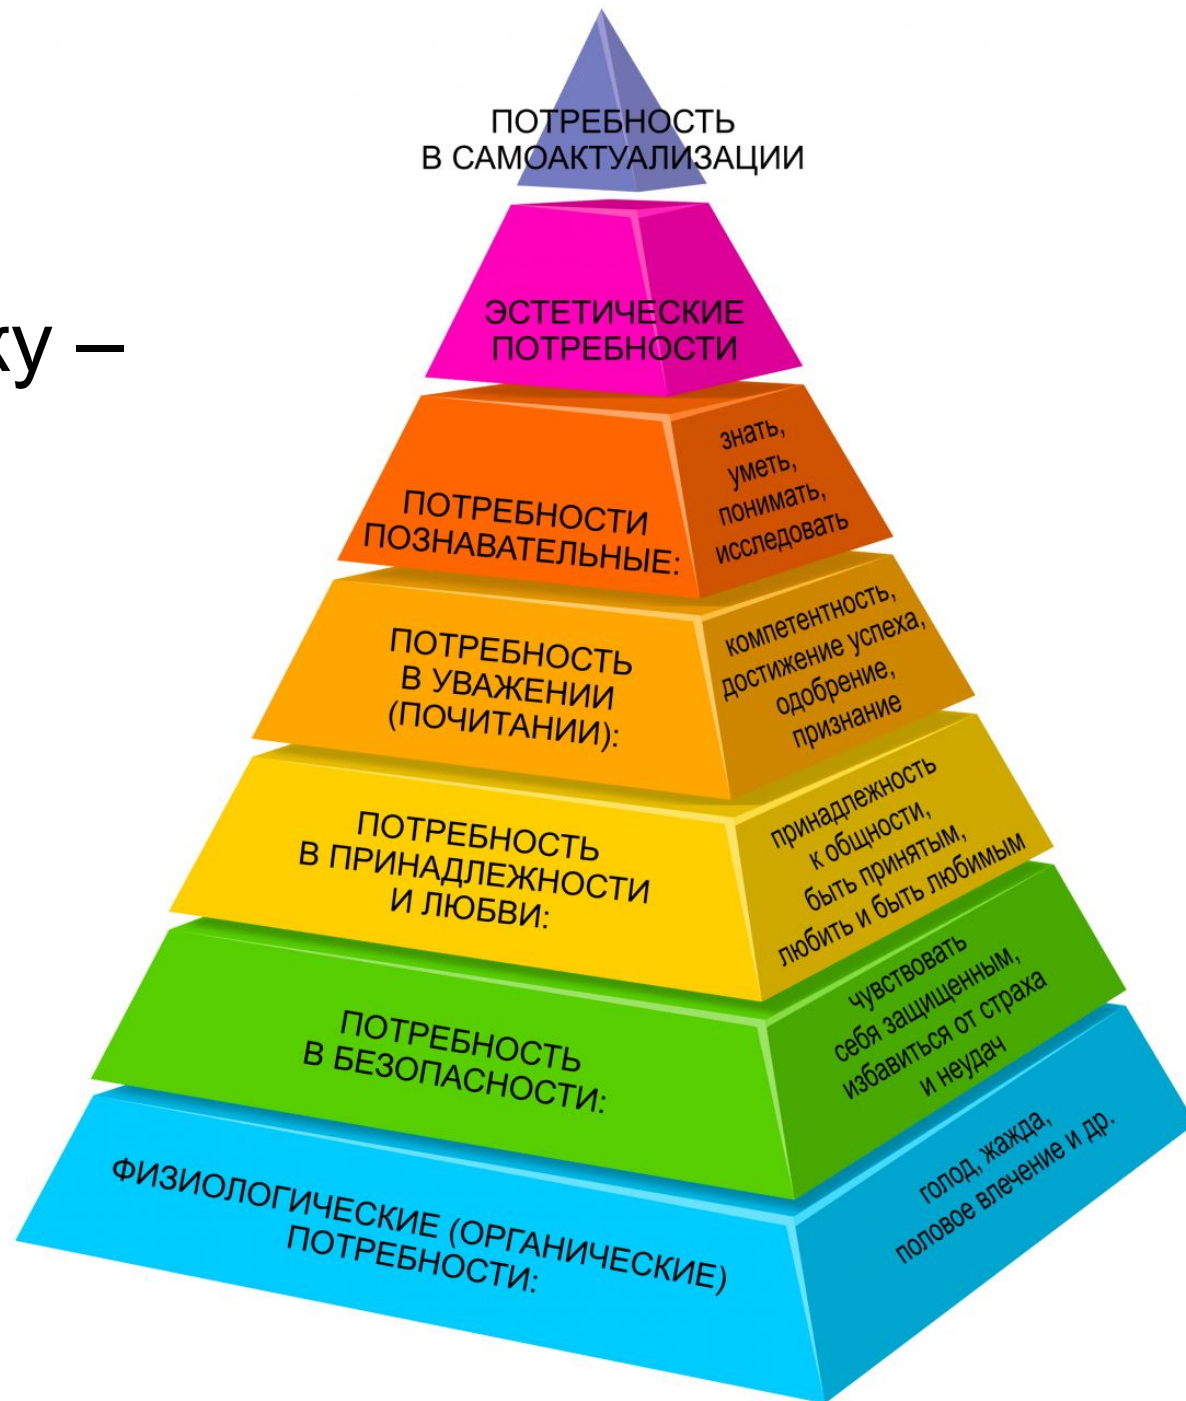 ПОТРЕБНОСТЬ
В САМОАКТУАЛИЗАЦИИ
ЭСТЕТИЧЕСКИЕ
ПОТРЕБНОСТИ
ку –
ПОТРЕБНОСТИ
ПОЗНАВАТЕЛЬНЫЕ:
знать,
уметь,
понимать,
исследовать
ПОТРЕБНОСТЬ
В УВАЖЕНИИ
(ПОЧИТАНИИ):
компетентность,
достижение успеха,
одобрение,
признание
ПОТРЕБНОСТЬ
В ПРИНАДЛЕЖНОСТИ
И ЛЮБВИ:
принадлежность
к общности,
быть принятым,
любить и быть любимым
ПОТРЕБНОСТЬ
В БЕЗОПАСНОСТИ:
чувствовать
себя защищенным,
избавиться от страха
и неудач
ФИЗИОЛОГИЧЕСКИЕ (ОРГАНИЧЕСКИЕ)
ПОТРЕБНОСТИ:
голод, жажда,
половое влечение и др.